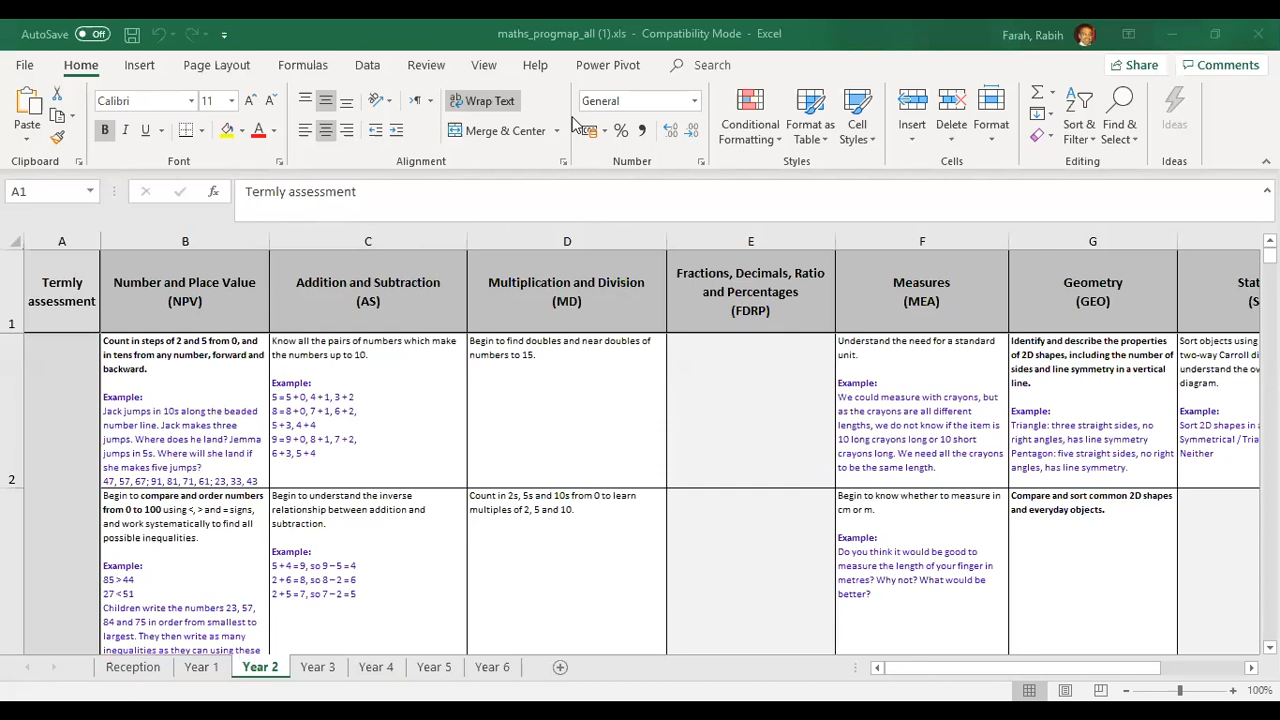 AutoSave Off
maths_progmap_all (1).xls - Compatibility Mode - Excel
Farah, Rabih
File Home Insert Page Layout Formulas Data Review View Help Power Pivot Search Share Comments
Paste
Calibri 11
B I U
Wrap Text
Merge & Center
General
Conditional Formatting
Format as Table
Cell Styles
Insert Delete Format
Sort & Filter
Find & Select
Ideas
Clipboard Font Alignment Number Styles Cells Editing Ideas
A1
fx
Termly assessment
A B C D E F G
1
Termly
assessment
Number and Place Value
(NPV)
Addition and Subtraction
(AS)
Multiplication and Division
(MD)
Fractions, Decimals, Ratio
and Percentages
(FDRP)
Measures
(MEA)
Geometry
(GEO)
Stat
(S
2
Count in steps of 2 and 5 from 0, and
in tens from any number, forward and
backward.
Example:
Jack jumps in 10s along the beaded
number line. Jack makes three
jumps. Where does he land? Jemma
jumps in 5s. Where will she land if
she makes five jumps?
47, 57, 67; 91, 81, 71, 61; 23, 33, 43
Know all the pairs of numbers which make
the numbers up to 10.
Example:
5 = 5 + 0, 4 + 1, 3 + 2
8 = 8 + 0, 7 + 1, 6 + 2,
5 + 3, 4 + 4
9 = 9 + 0, 8 + 1, 7 + 2,
6 + 3, 5 + 4
Begin to find doubles and near doubles of
numbers to 15.
Understand the need for a standard
unit.
Example:
We could measure with crayons, but
as the crayons are all different
lengths, we do not know if the item is
10 long crayons long or 10 short
crayons long. We need all the crayons
to be the same length.
Identify and describe the properties
of 2D shapes, including the number of
sides and line symmetry in a vertical
line.
Example:
Triangle: three straight sides, no
right angles, has line symmetry
Pentagon: five straight sides, no right
angles, has line symmetry.
Sort objects using
two-way Carroll di
understand the ov
diagram.
Example:
Sort 2D shapes in a
Symmetrical / Tria
Neither
Begin to compare and order numbers
from 0 to 100 using <, > and = signs,
and work systematically to find all
possible inequalities.
Example:
85 > 44
27 < 51
Children write the numbers 23, 57,
84 and 75 in order from smallest to
largest. They then write as many
inequalities as they can using these
Begin to understand the inverse
relationship between addition and
subtraction.
Example:
5 + 4 = 9, so 9 – 5 = 4
2 + 6 = 8, so 8 – 2 = 6
2 + 5 = 7, so 7 – 2 = 5
Count in 2s, 5s and 10s from 0 to learn
multiples of 2, 5 and 10.
Begin to know whether to measure in
cm or m.
Example:
Do you think it would be good to
measure the length of your finger in
metres? Why not? What would be
better?
Compare and sort common 2D shapes
and everyday objects.
Reception Year 1 Year 2 Year 3 Year 4 Year 5 Year 6
100%